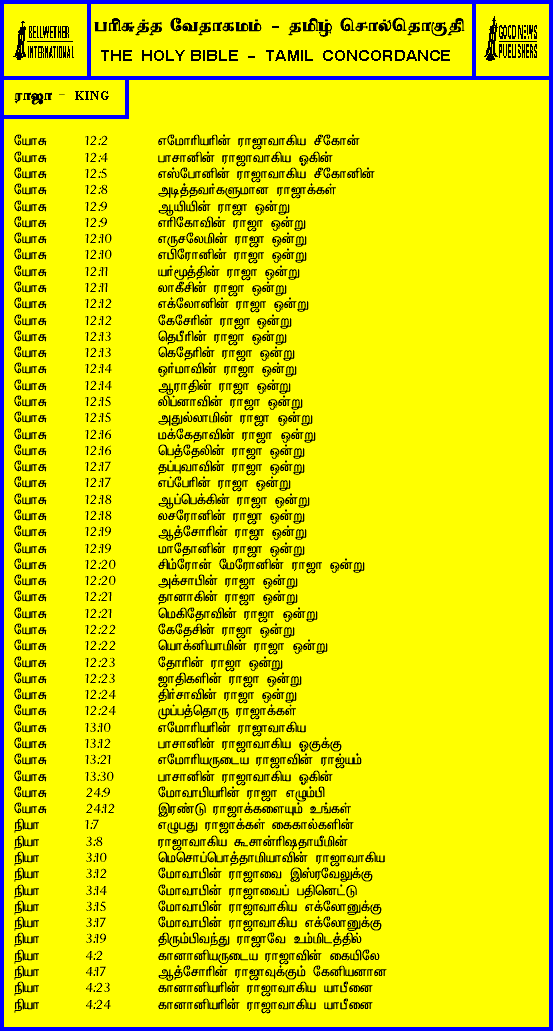 BELLWETHER
INTERNATIONAL
பரிசுத்த வேதாகமம் - தமிழ் சொல்தொகுதி
THE HOLY BIBLE - TAMIL CONCORDANCE
GOOD NEWS
PUBLISHERS
ராஜா - KING
யோசு 12:2 எமோரியரின் ராஜாவாகிய சீகோன்
யோசு 12:4 பாசானின் ராஜாவாகிய ஓகின்
யோசு 12:5 எஸ்போனின் ராஜாவாகிய சீகோனின்
யோசு 12:8 அடித்தவர்களுமான ராஜாக்கள்
யோசு 12:9 ஆயியின் ராஜா ஒன்று
யோசு 12:9 எரிகோவின் ராஜா ஒன்று
யோசு 12:10 எருசலேமின் ராஜா ஒன்று
யோசு 12:10 எபிரோனின் ராஜா ஒன்று
யோசு 12:11 யர்மூத்தின் ராஜா ஒன்று
யோசு 12:11 லாகீசின் ராஜா ஒன்று
யோசு 12:12 எக்லோனின் ராஜா ஒன்று
யோசு 12:12 கேசேரின் ராஜா ஒன்று
யோசு 12:13 தெபீரின் ராஜா ஒன்று
யோசு 12:13 கெதேரின் ராஜா ஒன்று
யோசு 12:14 ஒர்மாவின் ராஜா ஒன்று
யோசு 12:14 ஆராதின் ராஜா ஒன்று
யோசு 12:15 லிப்னாவின் ராஜா ஒன்று
யோசு 12:15 அதுல்லாமின் ராஜா ஒன்று
யோசு 12:16 மக்கேதாவின் ராஜா ஒன்று
யோசு 12:16 பெத்தேலின் ராஜா ஒன்று
யோசு 12:17 தப்புவாவின் ராஜா ஒன்று
யோசு 12:17 எப்பேரின் ராஜா ஒன்று
யோசு 12:18 ஆப்பெக்கின் ராஜா ஒன்று
யோசு 12:18 லசரோனின் ராஜா ஒன்று
யோசு 12:19 ஆத்சோரின் ராஜா ஒன்று
யோசு 12:19 மாதோனின் ராஜா ஒன்று
யோசு 12:20 சிம்ரோன் மேரோனின் ராஜா ஒன்று
யோசு 12:20 அக்சாபின் ராஜா ஒன்று
யோசு 12:21 தானாகின் ராஜா ஒன்று
யோசு 12:21 மெகிதோவின் ராஜா ஒன்று
யோசு 12:22 கேதேசின் ராஜா ஒன்று
யோசு 12:22 யொக்னியாமின் ராஜா ஒன்று
யோசு 12:23 தோரின் ராஜா ஒன்று
யோசு 12:23 ஜாதிகளின் ராஜா ஒன்று
யோசு 12:24 திர்சாவின் ராஜா ஒன்று
யோசு 12:24 முப்பத்தொரு ராஜாக்கள்
யோசு 13:10 எமோரியரின் ராஜாவாகிய
யோசு 13:12 பாசானின் ராஜாவாகிய ஓகுக்கு
யோசு 13:21 எமோரியருடைய ராஜாவின் ராஜ்யம்
யோசு 13:30 பாசானின் ராஜாவாகிய ஓகின்
யோசு 24:9 மோவாபியரின் ராஜா எழும்பி
யோசு 24:12 இரண்டு ராஜாக்களையும் உங்கள்
நியா 1:7 எழுபது ராஜாக்கள் கைகால்களின்
நியா 3:8 ராஜாவாகிய கூசான்ரிஷதாயீமின்
நியா 3:10 மெசொப்பொத்தாமியாவின் ராஜாவாகிய
நியா 3:12 மோவாபின் ராஜாவை இஸ்ரவேலுக்கு
நியா 3:14 மோவாபின் ராஜாவைப் பதினெட்டு
நியா 3:15 மோவாபின் ராஜாவாகிய எக்லோனுக்கு
நியா 3:17 மோவாபின் ராஜாவாகிய எக்லோனுக்கு
நியா 3:19 திரும்பிவந்து ராஜாவே உம்மிடத்தில்
நியா 4:2 கானானியருடைய ராஜாவின் கையிலே
நியா 4:17 ஆத்சோரின் ராஜாவுக்கும் கேனியனான
நியா 4:23 கானானியரின் ராஜாவாகிய யாபீனை
நியா 4:24 கானானியரின் ராஜாவாகிய யாபீனை